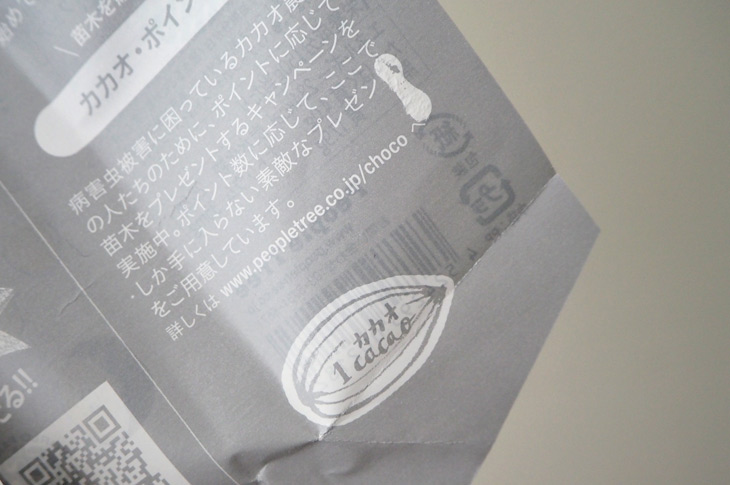 苗木を
カカオ・ポイン
病害虫被害に困っているカカオ
の人たちのために、ポイントに応じて
苗木をプレゼントするキャンペーンを
実施中。ポイント数に応じて、ここで
しか手に入らない素敵なプレゼン
をご用意しています。
詳しくは www.peopletree.co.jp/choco へ
カカオ
1 cacao
る!!